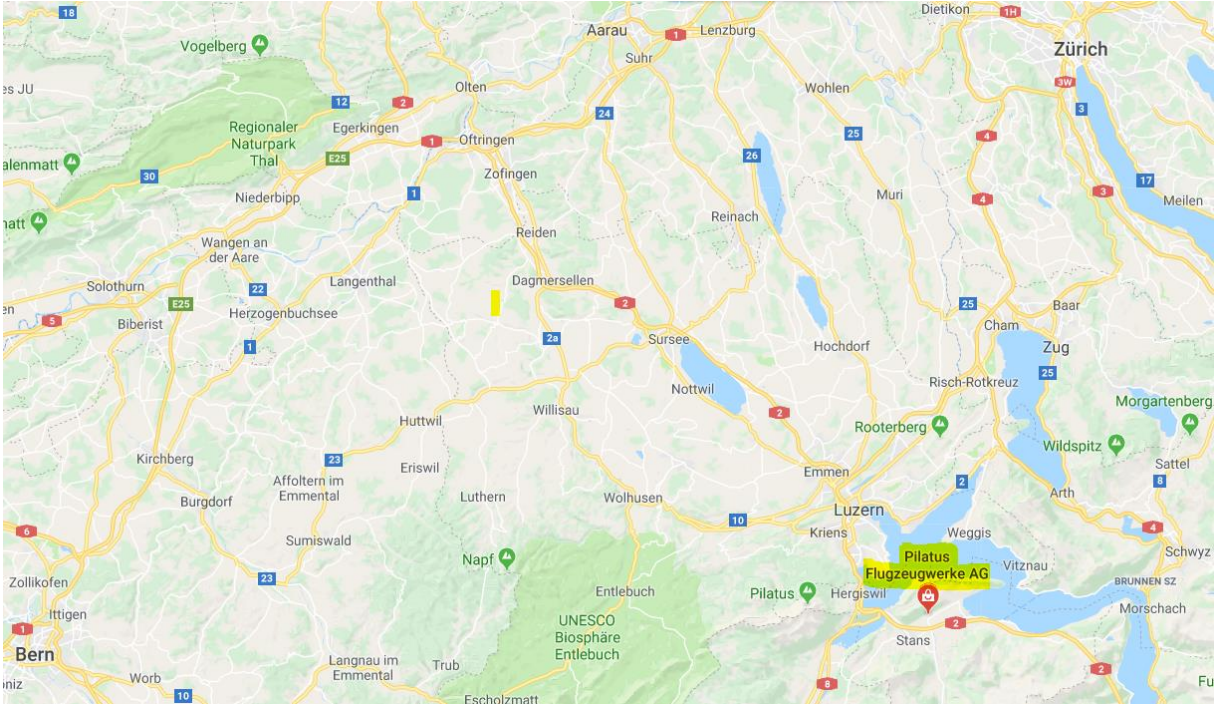 18
Aarau
1
Lenzburg
Dietikon
1H
Zürich
Vogelberg
Suhr
es JU
Olten
2
12
Wohlen
3W
3
24
Regionaler
Naturpark
Thal
Egerkingen
1
Oftringen
25
4
26
alenmatt
E25
30
Zofingen
17
Niederbipp
1
Muri
4
3
Meilen
natt
Reinach
Wangen an
der Aare
Reiden
Solothurn
22
Langenthal
Dagmersellen
2
25
Baar
en
5
E25
Biberist
Herzogenbuchsee
Cham
1
2a
Sursee
Hochdorf
Zug
25
Nottwil
Risch-Rotkreuz
Morgartenberg
Huttwil
Willisau
2
Rooterberg
Wildspitz
Kirchberg
23
Eriswil
Emmen
Sattel
Affoltern im
Emmental
Luthern
Wolhusen
2
8
Burgdorf
Luzern
Arth
6
10
Kriens
Weggis
4
Sumiswald
Napf
Pilatus
Flugzeugwerke AG
Vitznau
Schwyz
Zollikofen
23
Entlebuch
Pilatus
Hergiswil
BRUNNEN SZ
Ittigen
UNESCO
Biosphäre
Entlebuch
Morschach
1
Stans
2
Bern
Langnau im
Emmental
Trub
2
Worb
8
Fu
öniz
10
Escholzmatt